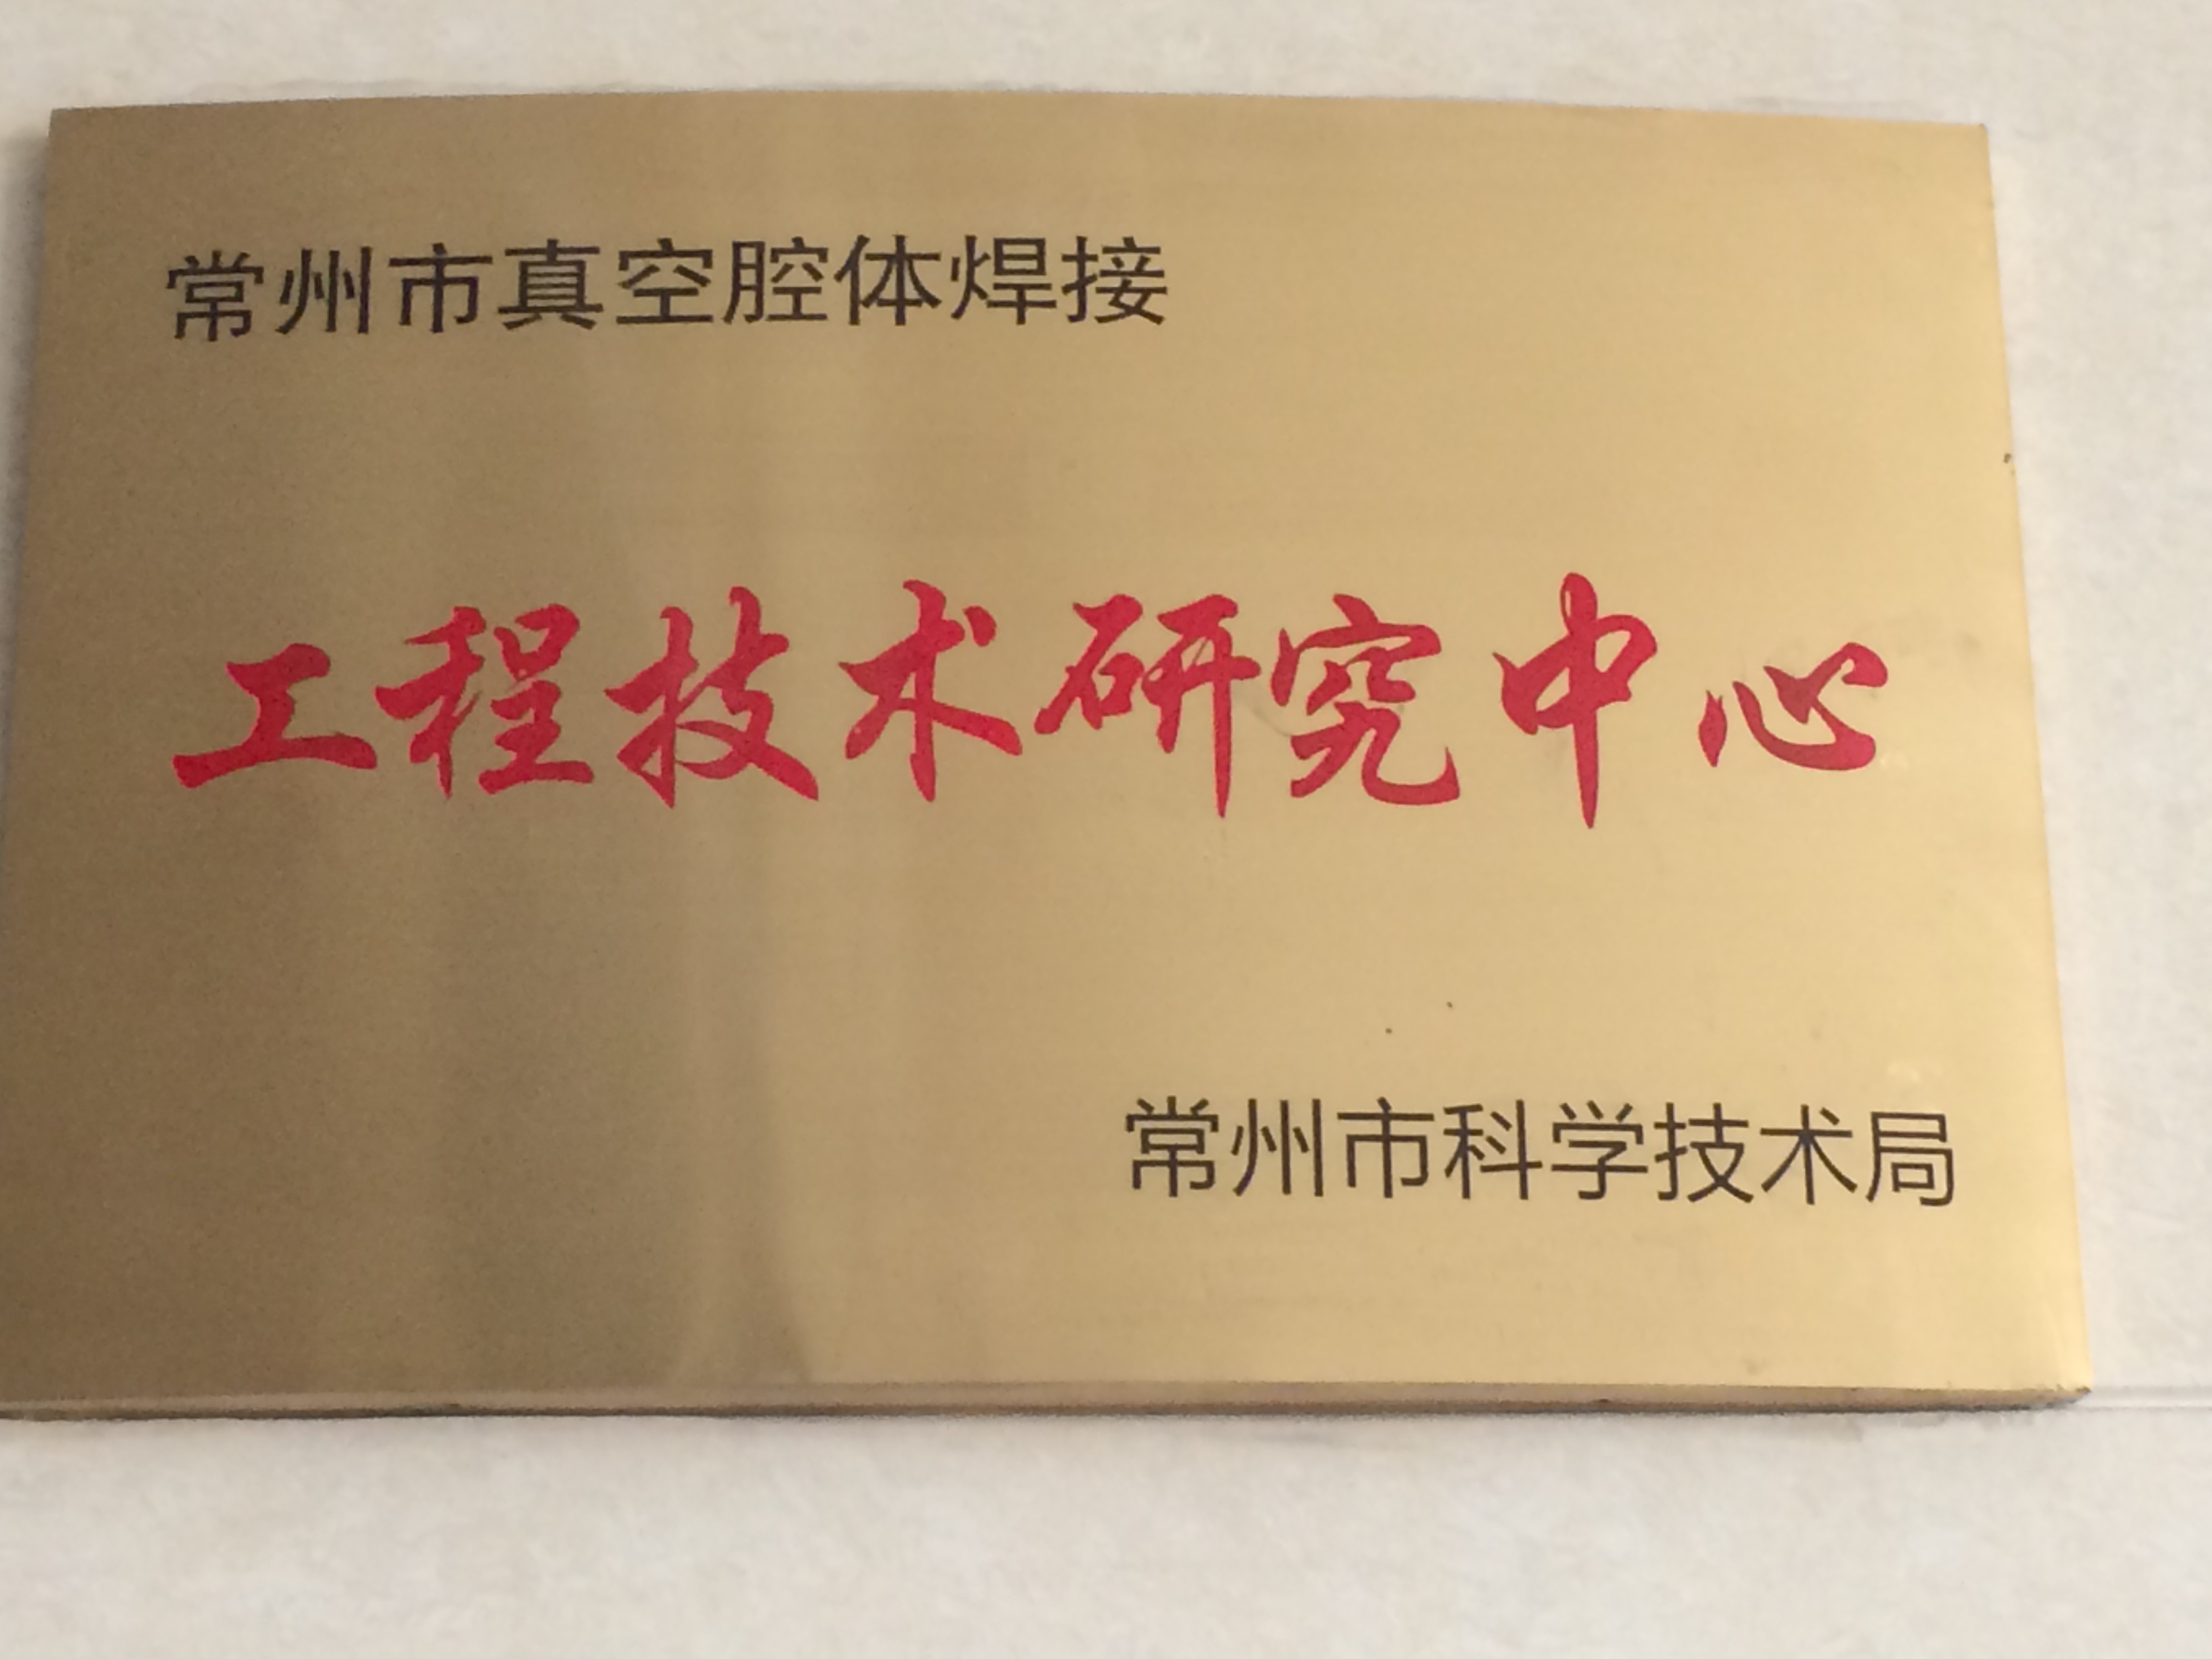 常州市真空腔体焊接
工程技术研究中心
常州市科学技术局